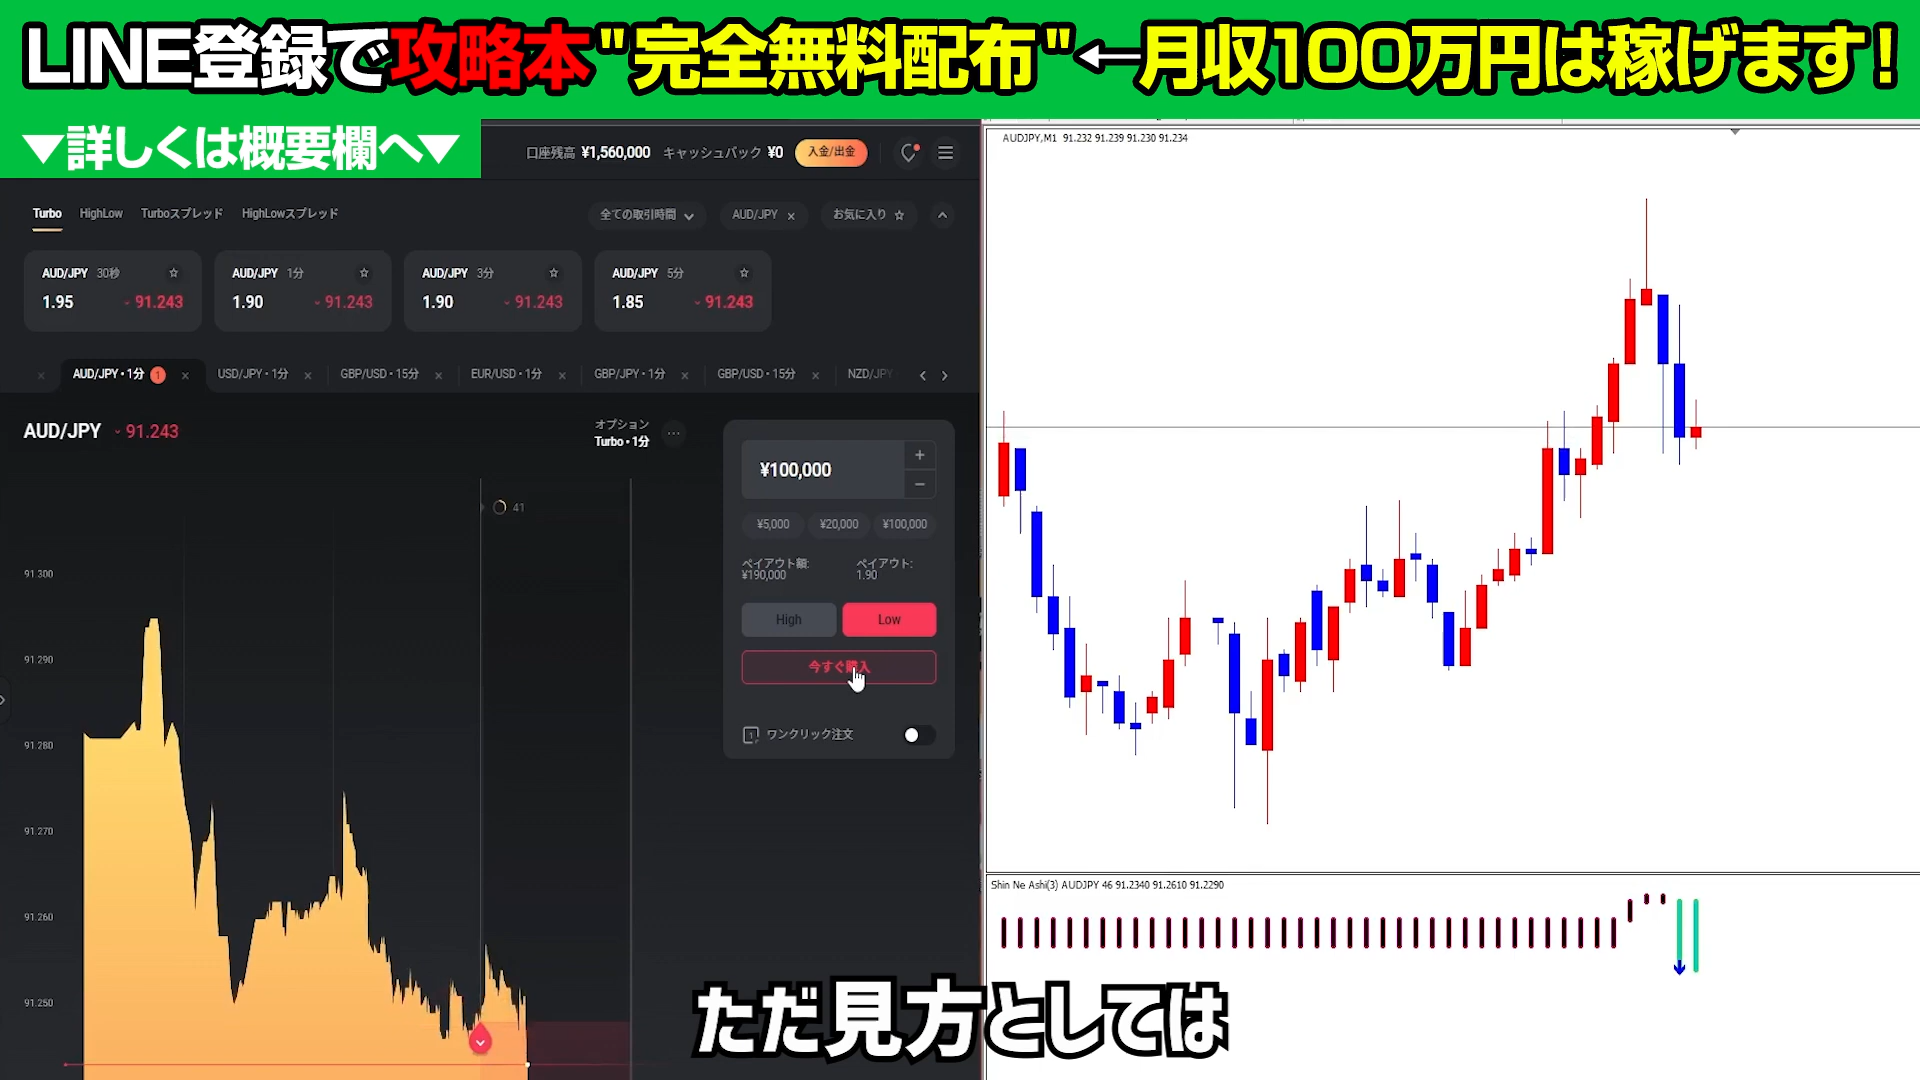 LINE登録で攻略本"完全無料配布"←月収100万円は稼げます!
▼詳しくは概要欄へ▼
口座残高 ¥1,560,000 キャッシュバック ¥0 入金/出金
Turbo HighLow Turboスプレッド HighLowスプレッド 全ての取引時間 AUD/JPY × お気に入り
AUD/JPY 30秒
1.95 91.243
AUD/JPY 1分
1.90 91.243
AUD/JPY 3分
1.90 91.243
AUD/JPY 5分
1.85 91.243
AUD/JPY・1分 1 × USD/JPY・1分 × GBP/USD・15分 × EUR/USD・1分 × GBP/JPY・1分 × GBP/USD・15分 × NZD/JPY
AUD/JPY 91.243
オプション
Turbo・1分
41
91.300
91.290
91.280
91.270
91.260
91.250
¥100,000
¥5,000 ¥20,000 ¥100,000
ペイアウト額: ペイアウト:
¥190,000 1.90
High Low
今すぐ購入
1 ワンクリック注文
AUDJPY,M1 91.232 91.239 91.230 91.234
Shin Ne Ashi(3) AUDJPY 46 91.2340 91.2610 91.2290
ただ見方としては